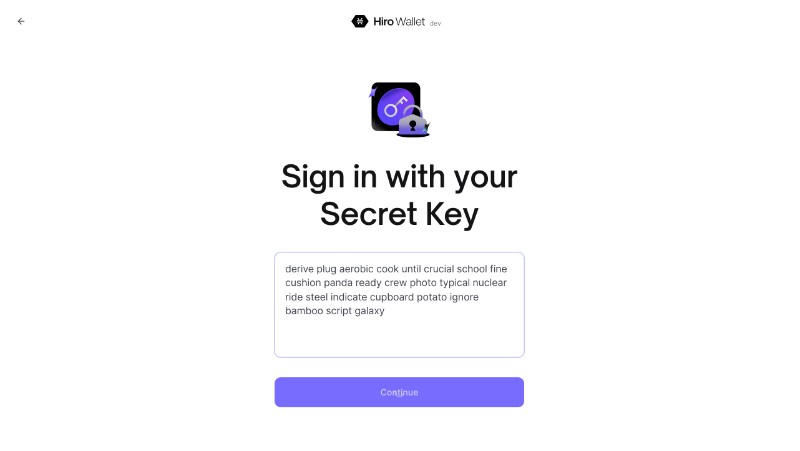 Hiro Wallet dev
Sign in with your
Secret Key
derive plug aerobic cook until crucial school fine
cushion panda ready crew photo typical nuclear
ride steel indicate cupboard potato ignore
bamboo script galaxy
Continue